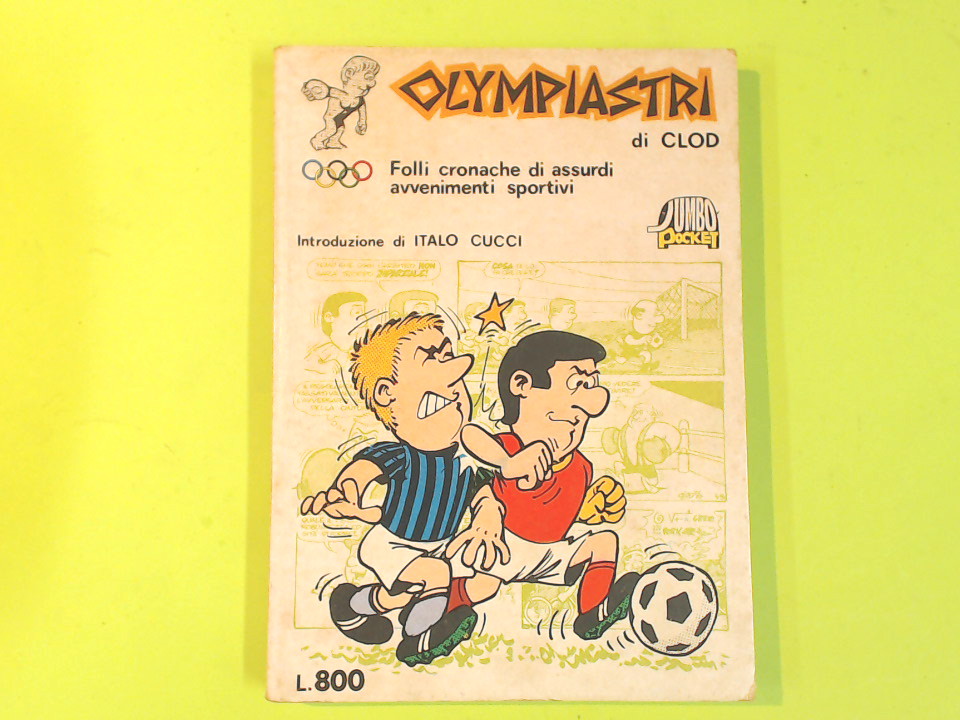 OLYMPIASTRI
di CLOD
Folli cronache di assurdi
avvenimenti sportivi
JUMBO
POCKET
Introduzione di ITALO CUCCI
L.800